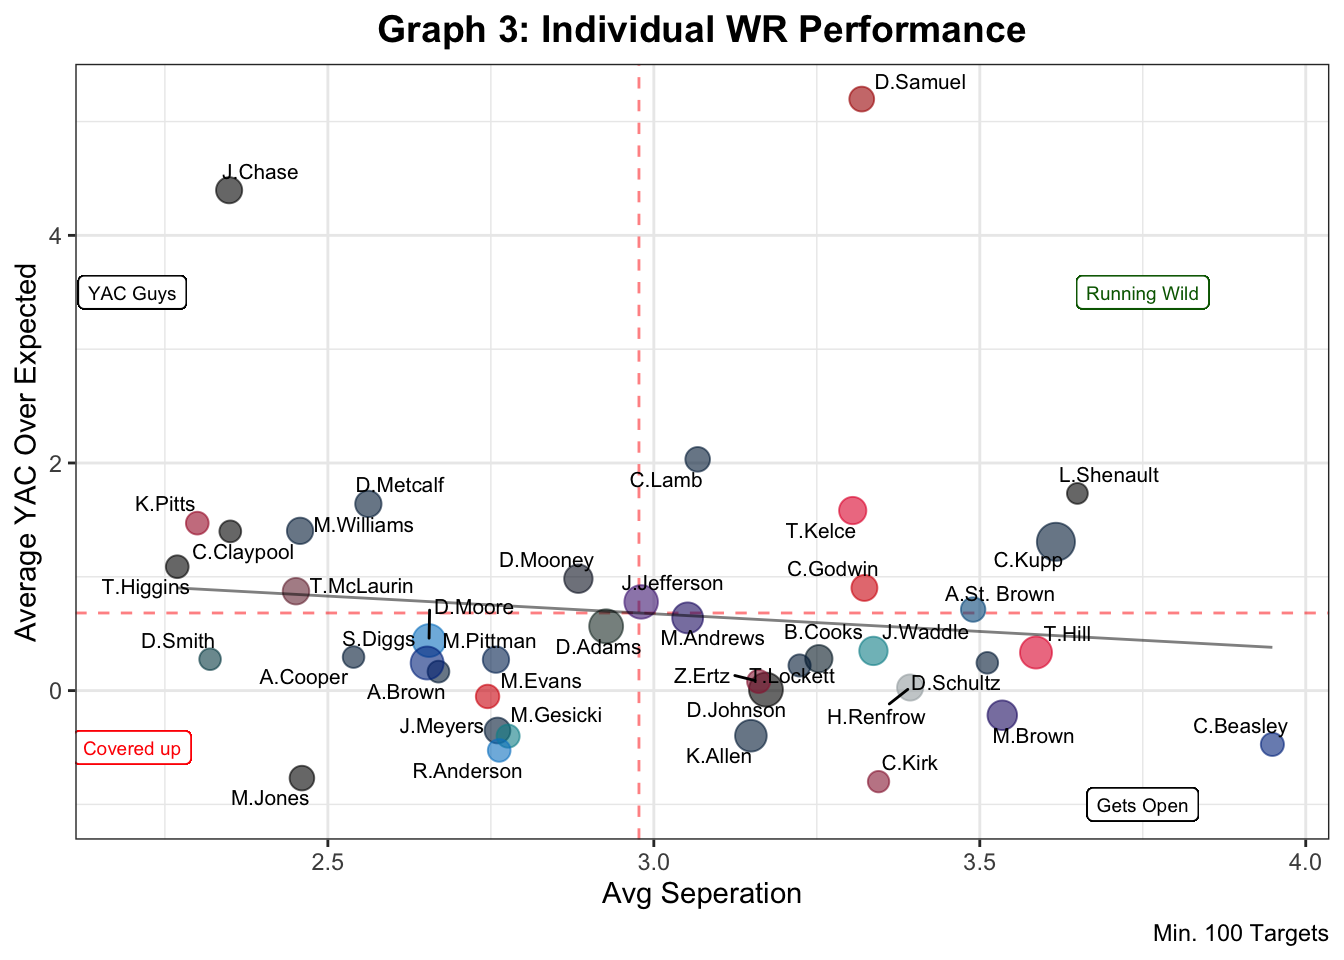 Graph 3: Individual WR Performance
D.Samuel
J.Chase
4
YAC Guys
Running Wild
Average YAC Over Expected
L.Shenault
C.Lamb
2
D.Metcalf
K.Pitts
M.Williams
T.Kelce
C.Claypool
D.Mooney
C.Kupp
C.Godwin
T.Higgins
T.McLaurin
J.Jefferson
A.St. Brown
D.Moore
S.Diggs
M.Pittman
D.Smith
D.Adams
M.Andrews
B.Cooks
J.Waddle
T.Hill
A.Cooper
Z.Ertz
T.Lockett
D.Schultz
0
A.Brown
M.Evans
D.Johnson
H.Renfrow
J.Meyers
M.Gesicki
C.Beasley
M.Brown
Covered up
K.Allen
C.Kirk
R.Anderson
M.Jones
Gets Open
2.5
3.0
3.5
4.0
Avg Seperation
Min. 100 Targets